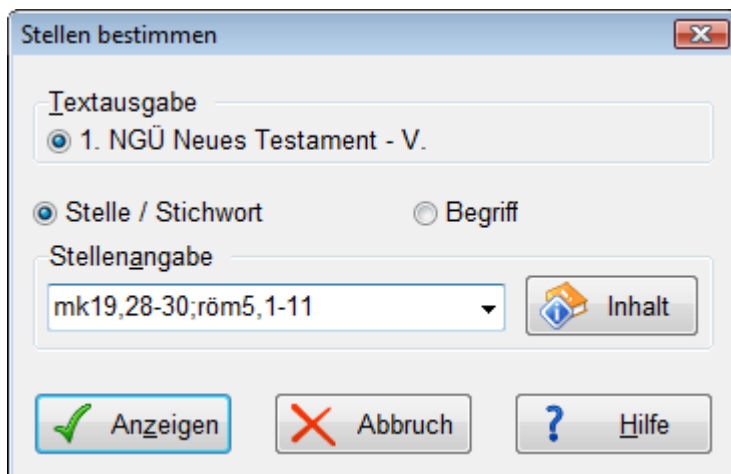 Stellen bestimmen
Textausgabe
1. NGÜ Neues Testament - V.
Stelle / Stichwort Begriff
Stellenangabe
mk19,28-30;röm5,1-11 Inhalt
Anzeigen Abbruch ? Hilfe